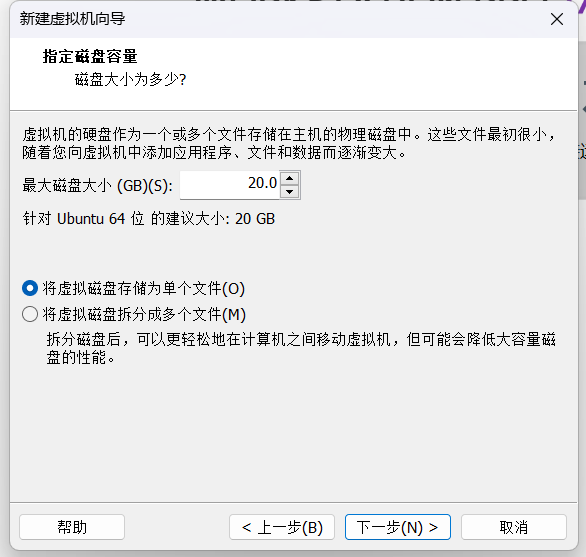 新建虚拟机向导
指定磁盘容量
磁盘大小为多少?
虚拟机的硬盘作为一个或多个文件存储在主机的物理磁盘中。这些文件最初很小，
随着您向虚拟机中添加应用程序、文件和数据而逐渐变大。
最大磁盘大小 (GB)(S): 20.0
针对 Ubuntu 64 位 的建议大小: 20 GB
将虚拟磁盘存储为单个文件(O)
将虚拟磁盘拆分成多个文件(M)
拆分磁盘后，可以更轻松地在计算机之间移动虚拟机，但可能会降低大容量磁
盘的性能。
帮助 < 上一步(B) 下一步(N) > 取消